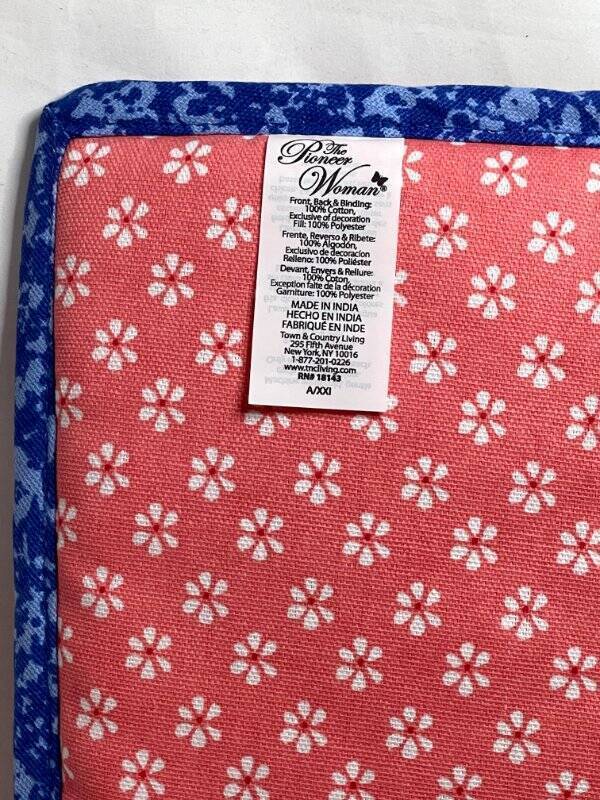 The
Pioneer
Woman®
Front, Back & Binding:
100% Cotton,
Exclusive of decoration
Fill: 100% Polyester
Frente, Reverso & Ribete:
100% Algodón,
Exclusivo de decoracion
Relleno: 100% Poliéster
Devant, Envers & Reliure:
100% Coton,
Exception faite de la décoration
Garniture: 100% Polyester
MADE IN INDIA
HECHO EN INDIA
FABRIQUÉ EN INDE
Town & Country Living
295 Fifth Avenue
New York, NY 10016
1-877-201-0226
www.tncliving.com
RN# 18143
A/XXI